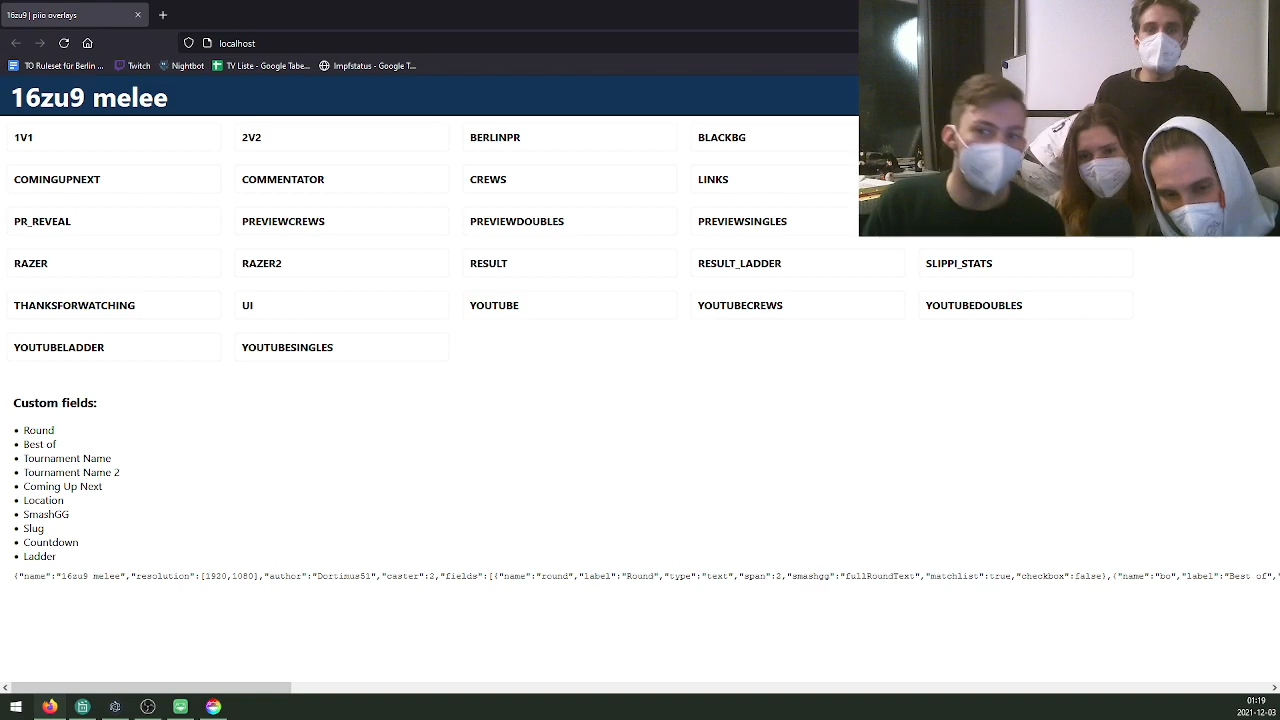 16zu9 | piio overlays
localhost
TO Ruleset für Berlin ... Twitch Nightbot TV Liste - Google Tabe... Impfstatus - Google T...
16zu9 melee
1V1 2V2 BERLINPR BLACKBG
COMINGUPNEXT COMMENTATOR CREWS LINKS
PR_REVEAL PREVIEWCREWS PREVIEWDOUBLES PREVIEWSINGLES
RAZER RAZER2 RESULT RESULT_LADDER SLIPPI_STATS
THANKSFORWATCHING UI YOUTUBE YOUTUBECREWS YOUTUBEDOUBLES
YOUTUBELADDER YOUTUBESINGLES
Custom fields:
• Round
• Best of
• Tournament Name
• Tournament Name 2
• Coming Up Next
• Location
• SmashGG
• Slug
• Countdown
• Ladder
{"name":"16zu9 melee","resolution":[1920,1080],"author":"Dortimus61","caster":2,"fields":[{"name":"round","label":"Round","type":"text","span":2,"smashgg":"fullRoundText","matchlist":true,"checkbox":false},{"name":"bo","label":"Best of","
01:19
2021-12-03